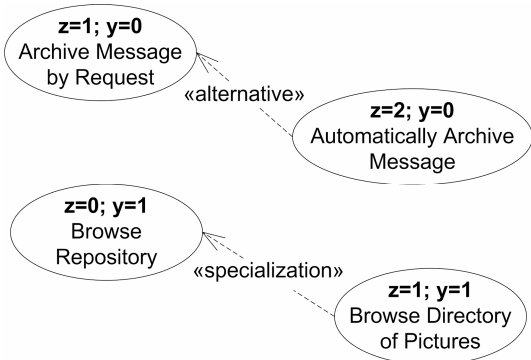 z=1; y=0
Archive Message
by Request
«alternative»
z=2; y=0
Automatically Archive
Message
z=0; y=1
Browse
Repository
«specialization»
z=1; y=1
Browse Directory
of Pictures